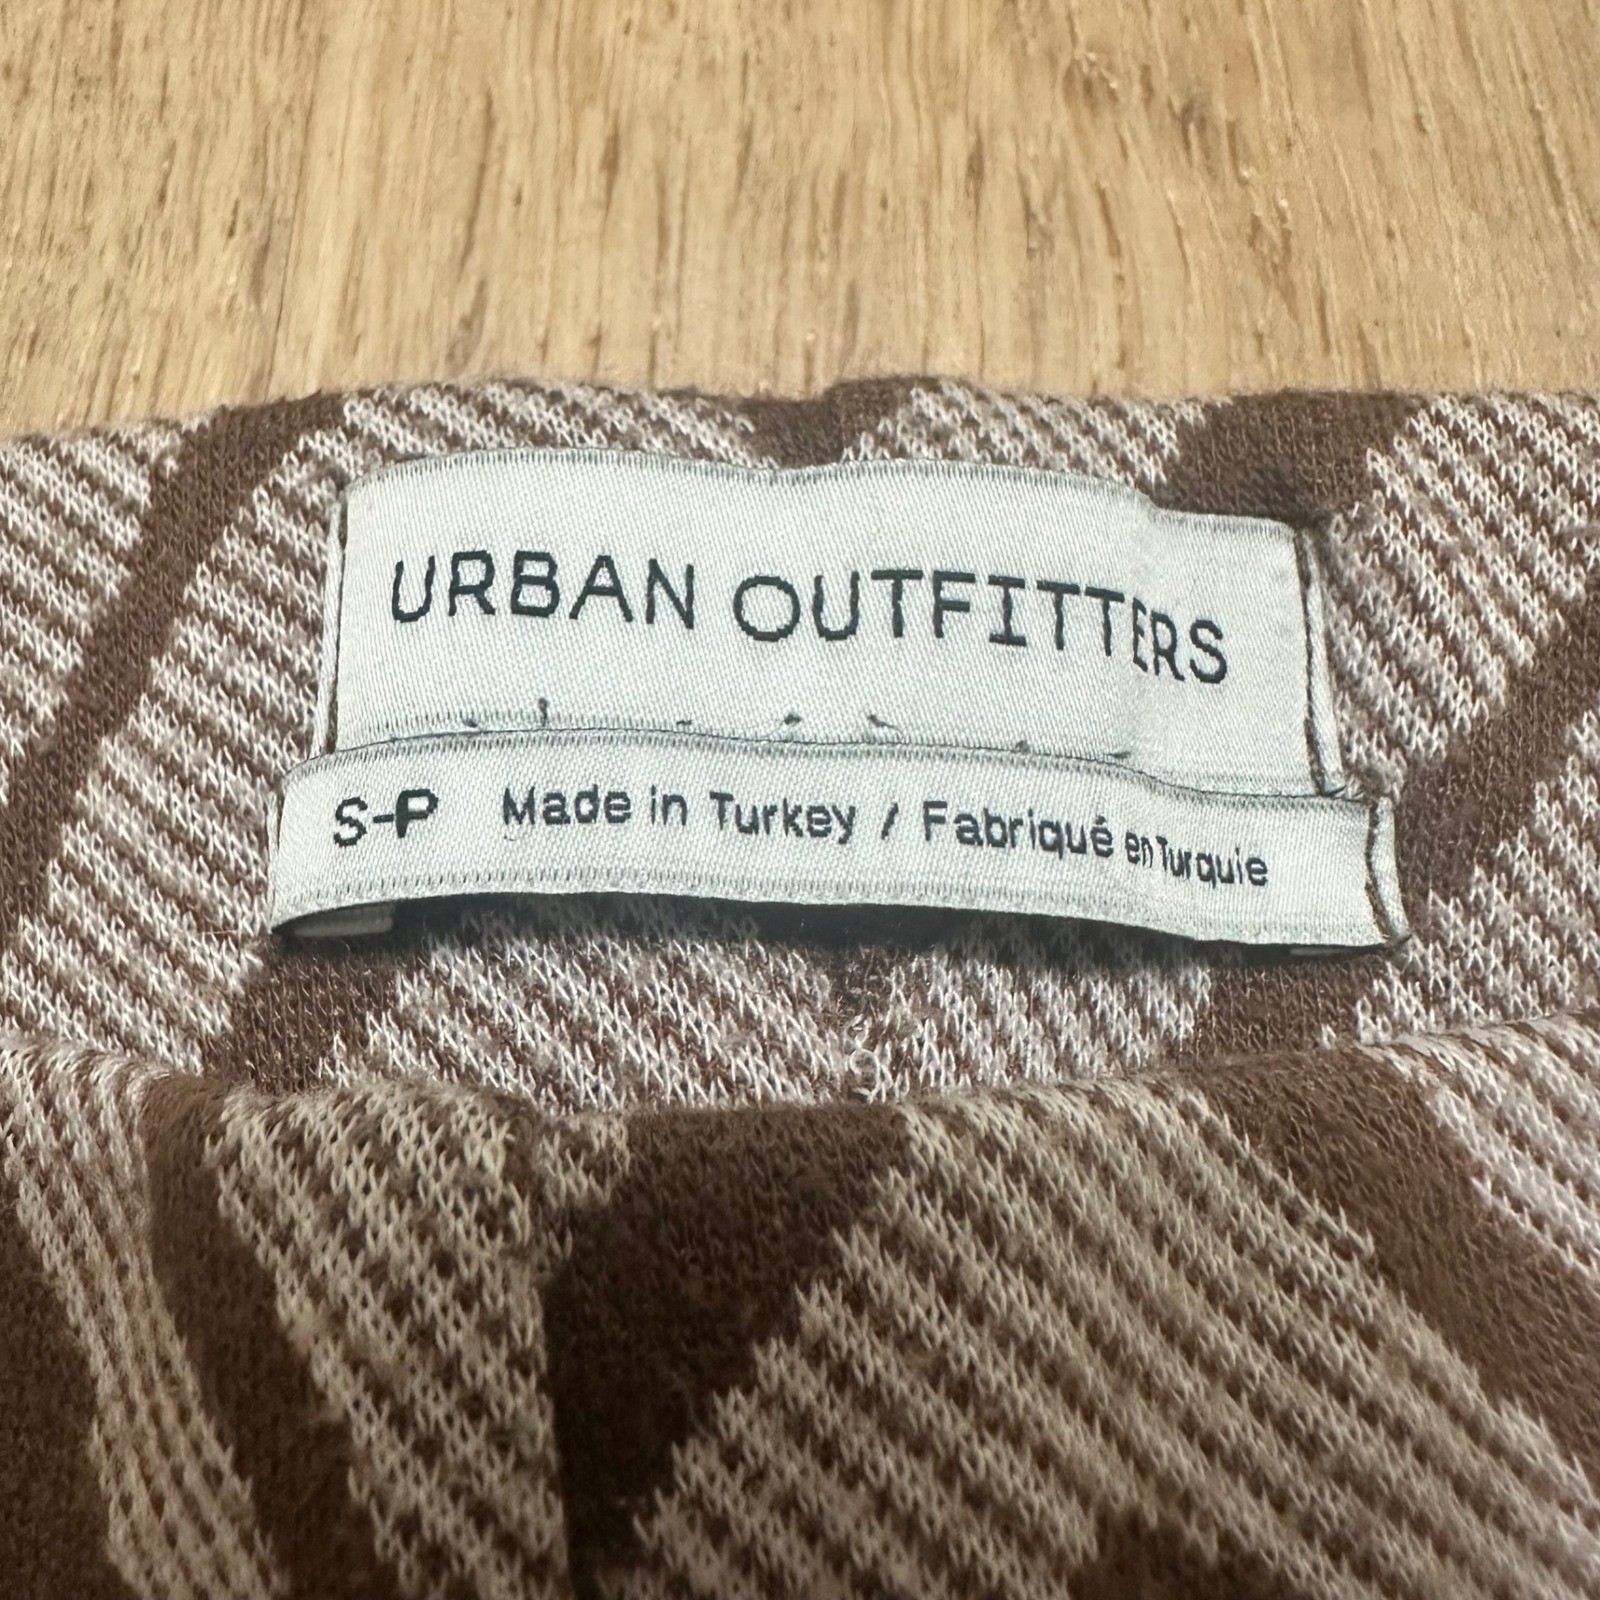 URBAN OUTFITTERS
S-P Made in Turkey / Fabriqué en Turquie